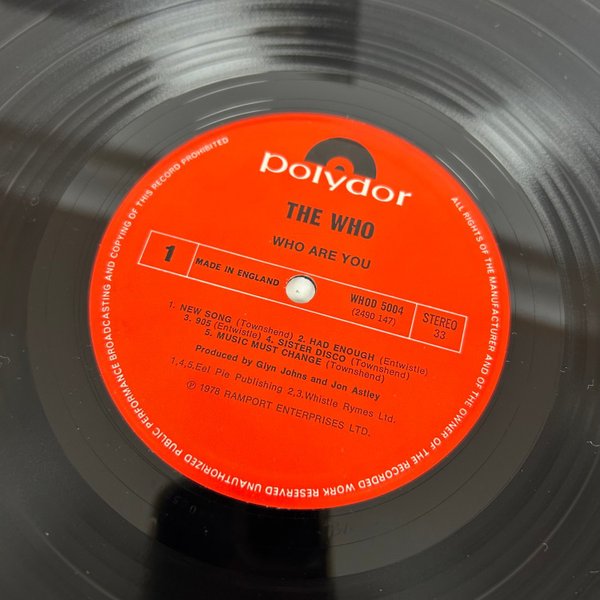 polydor
THE WHO
WHO ARE YOU
1
MADE IN ENGLAND
WHOD 5004
(2490 147)
STEREO
33
1. NEW SONG (Townshend) 2. HAD ENOUGH (Entwistle)
3. 905 (Entwistle) 4. SISTER DISCO (Townshend)
5. MUSIC MUST CHANGE (Townshend)
Produced by Glyn Johns and Jon Astley
1,4,5.Eel Pie Publishing 2,3.Whistle Rymes Ltd.
℗ 1978 RAMPORT ENTERPRISES LTD.
ALL RIGHTS OF THE MANUFACTURER AND OF THE OWNER OF THE RECORDED WORK RESERVED UNAUTHORIZED PUBLIC PERFORMANCE BROADCASTING AND COPYING OF THIS RECORD PROHIBITED